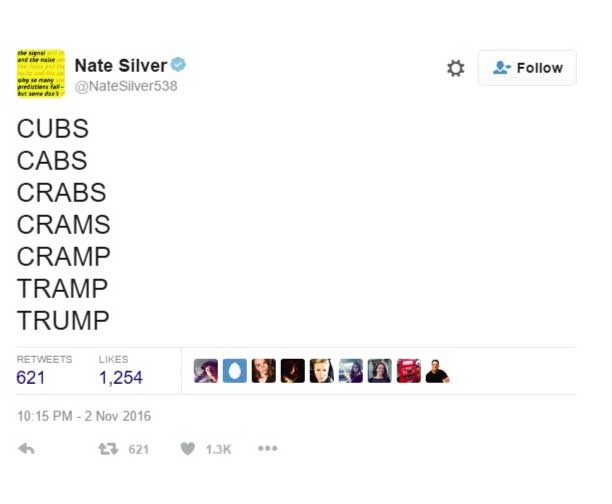 the signal and
and the noise
why so many
predictions fail—
but some don't
Nate Silver
@NateSilver538
Follow
CUBS
CABS
CRABS
CRAMS
CRAMP
TRAMP
TRUMP
RETWEETS LIKES
621 1,254
10:15 PM - 2 Nov 2016
621 1.3K